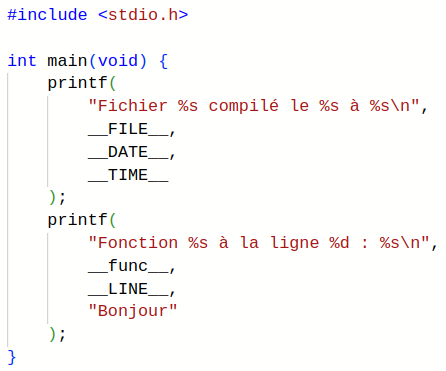 #include <stdio.h>

int main(void) {
    printf(
        "Fichier %s compilé le %s à %s\n",
        __FILE__,
        __DATE__,
        __TIME__
    );
    printf(
        "Fonction %s à la ligne %d : %s\n",
        __func__,
        __LINE__,
        "Bonjour"
    );
}